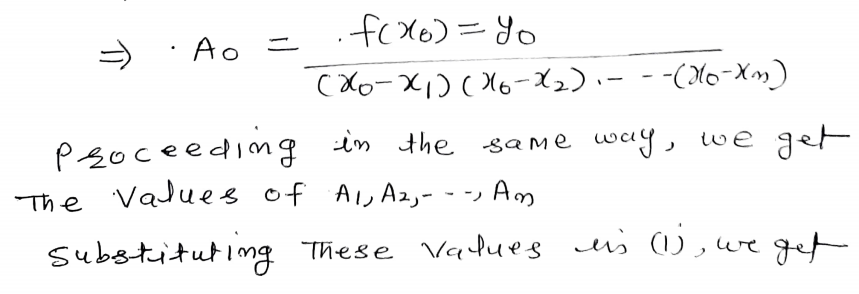 ⇒ . A₀ = .f(x₀) = y₀
(x₀-x₁) (x₀-x₂) .- - -(x₀-xₙ)
Proceeding in the same way, we get
The values of A₁, A₂,- - -, Aₙ
Substituting These values in (1), we get